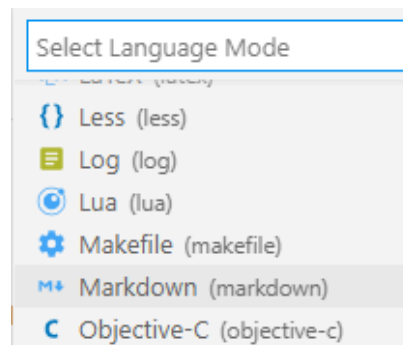 Select Language Mode
Less (less)
Log (log)
Lua (lua)
Makefile (makefile)
M↓ Markdown (markdown)
C Objective-C (objective-c)